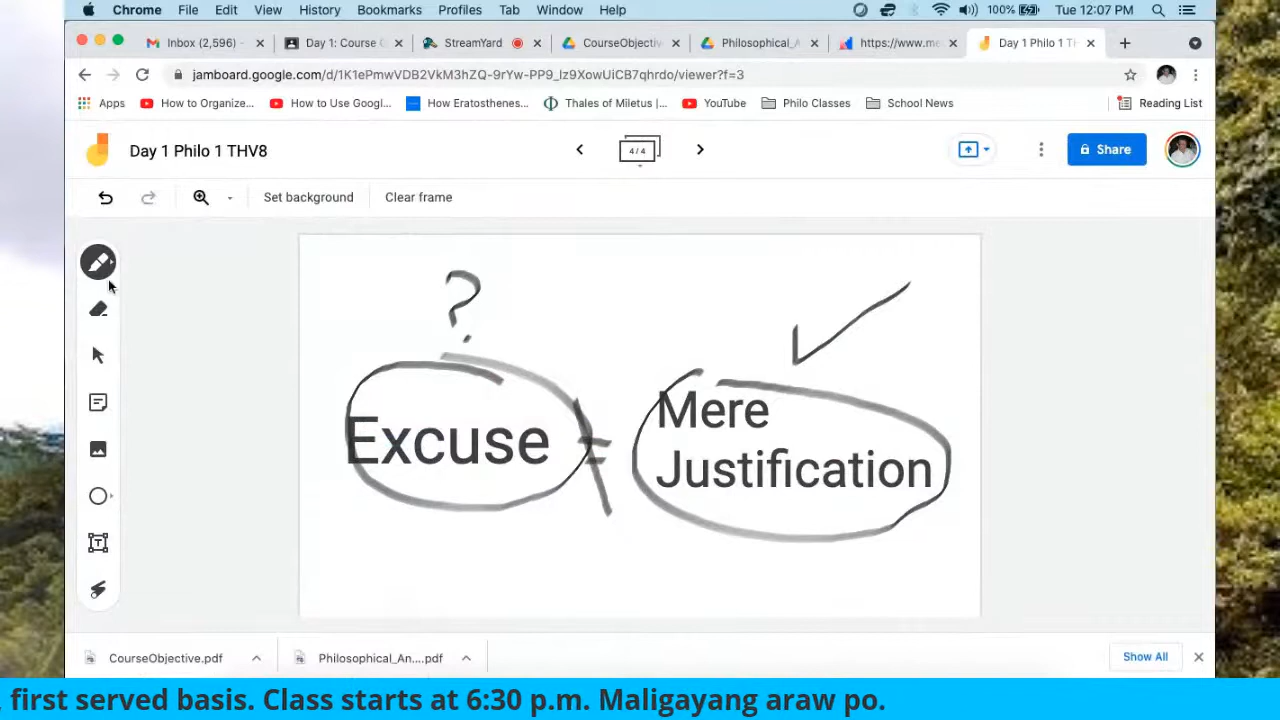 Chrome File Edit View History Bookmarks Profiles Tab Window Help 100% Tue 12:07 PM
Inbox (2,596) - Day 1: Course StreamYard CourseObjectiv Philosophical_A https://www.me Day 1 Philo 1 TH
jamboard.google.com/d/1K1ePmwVDB2VkM3hZQ-9rYw-PP9_Iz9XowUiCB7qhrdo/viewer?f=3
Apps How to Organize... How to Use Googl... How Eratosthenes... Thales of Miletus |... YouTube Philo Classes School News Reading List
Day 1 Philo 1 THV8 4 / 4 Share
Set background Clear frame
?
Excuse ≠ Mere
Justification
CourseObjective.pdf Philosophical_An....pdf Show All
first served basis. Class starts at 6:30 p.m. Maligayang araw po.